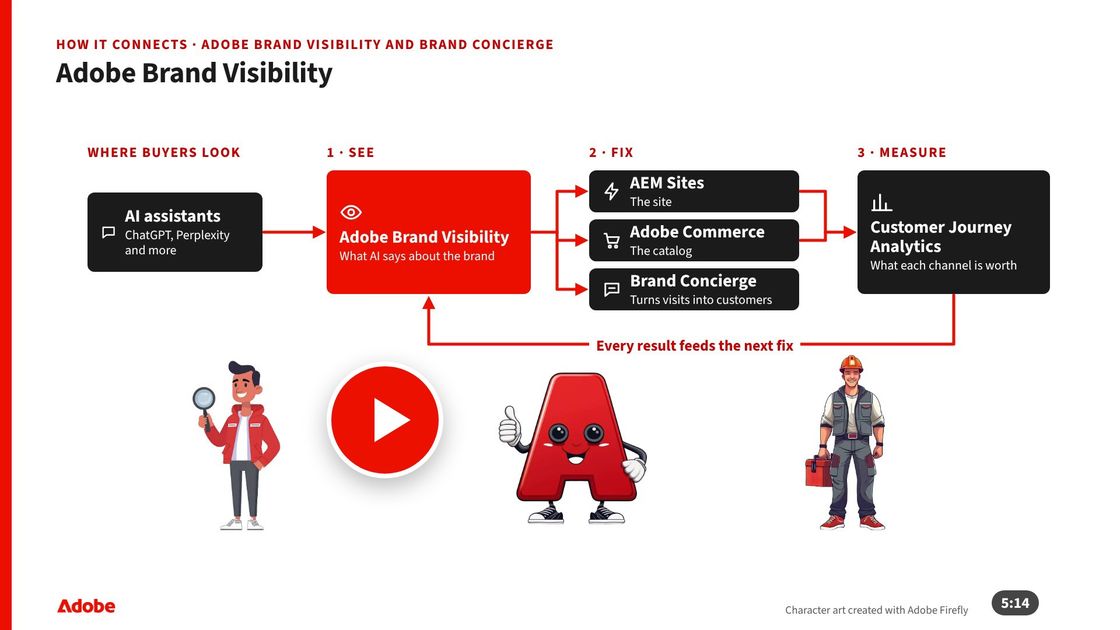 HOW IT CONNECTS · ADOBE BRAND VISIBILITY AND BRAND CONCIERGE
Adobe Brand Visibility
WHERE BUYERS LOOK
AI assistants
ChatGPT, Perplexity
and more
1 · SEE
Adobe Brand Visibility
What AI says about the brand
2 · FIX
AEM Sites
The site
Adobe Commerce
The catalog
Brand Concierge
Turns visits into customers
3 · MEASURE
Customer Journey
Analytics
What each channel is worth
Every result feeds the next fix
Adobe
Character art created with Adobe Firefly
5:14